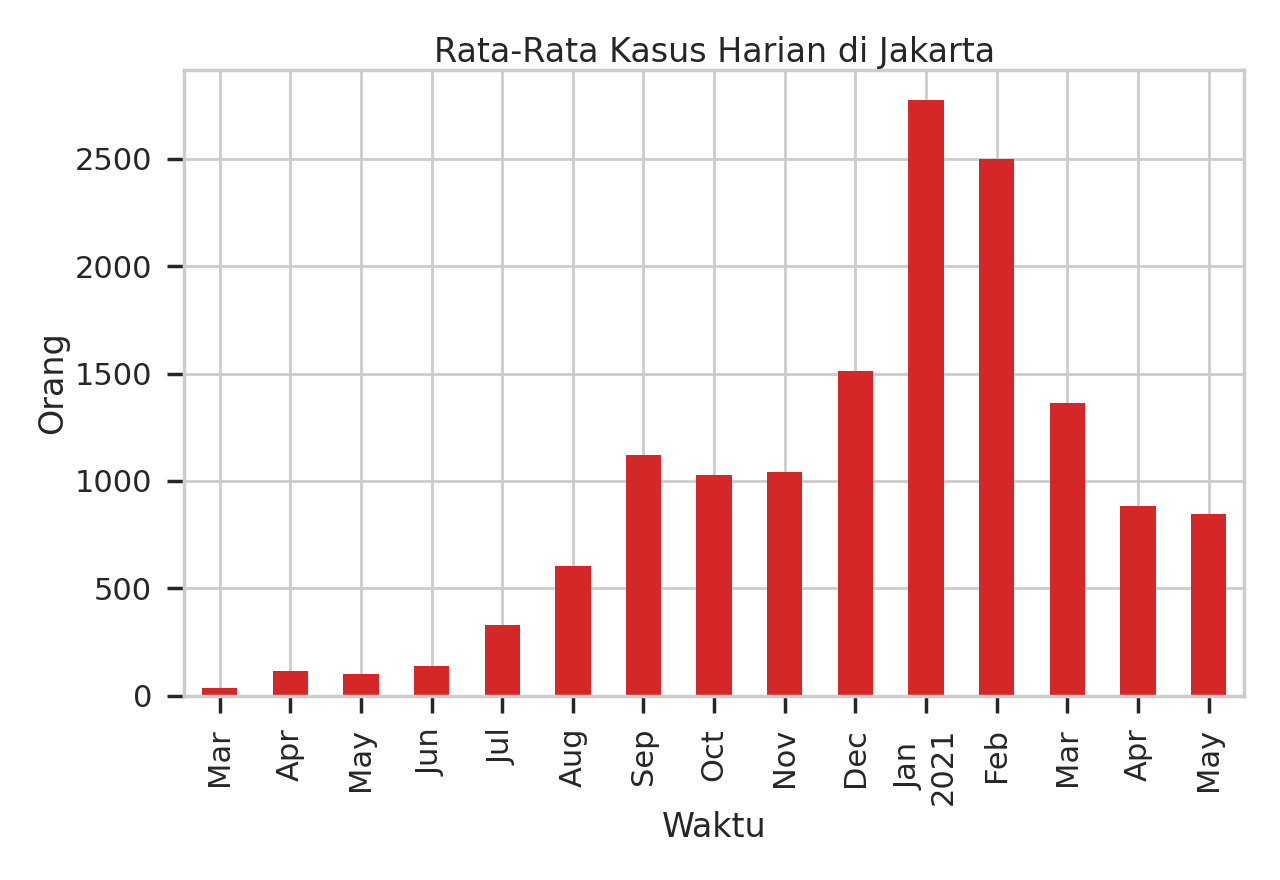 Rata-Rata Kasus Harian di Jakarta
2500
2000
1500
1000
500
0
Orang
Mar
Apr
May
Jun
Jul
Aug
Sep
Oct
Nov
Dec
Jan
2021
Feb
Mar
Apr
May
Waktu